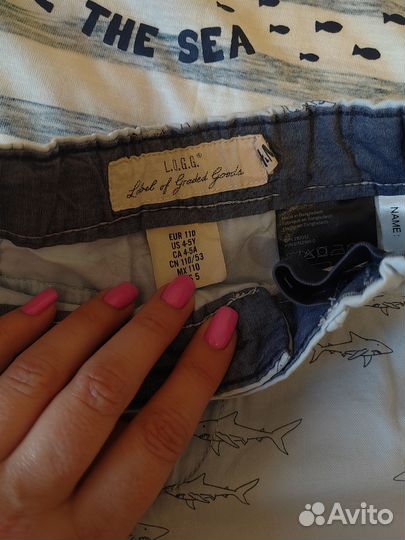 THE SEA
L.O.G.G.®
Label of Graded Goods
EUR 110
US 4-5Y
CA 4-5A
CN 110/53
MX 110
5
NAME:
Avito